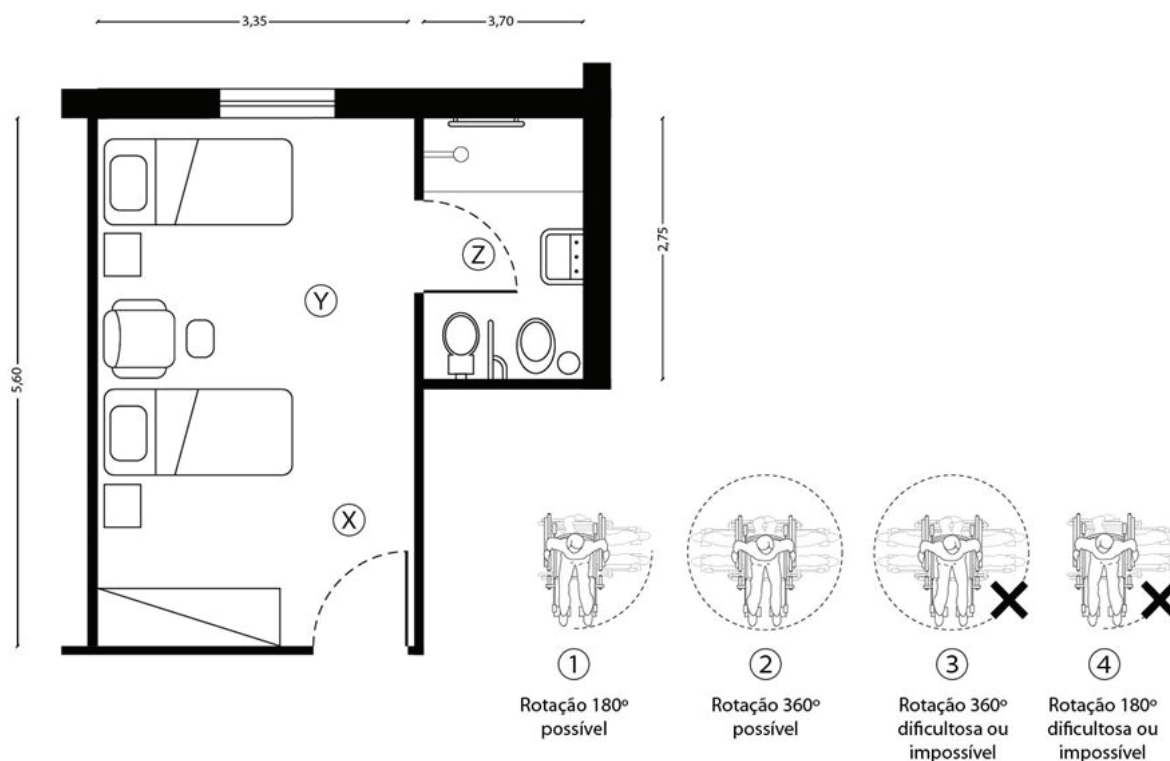 3,35
3,70
5,60
2,75
Z
Y
X
1
Rotação 180º
possível
2
Rotação 360º
possível
3
Rotação 360º
dificultosa ou
impossível
4
Rotação 180º
dificultosa ou
impossível